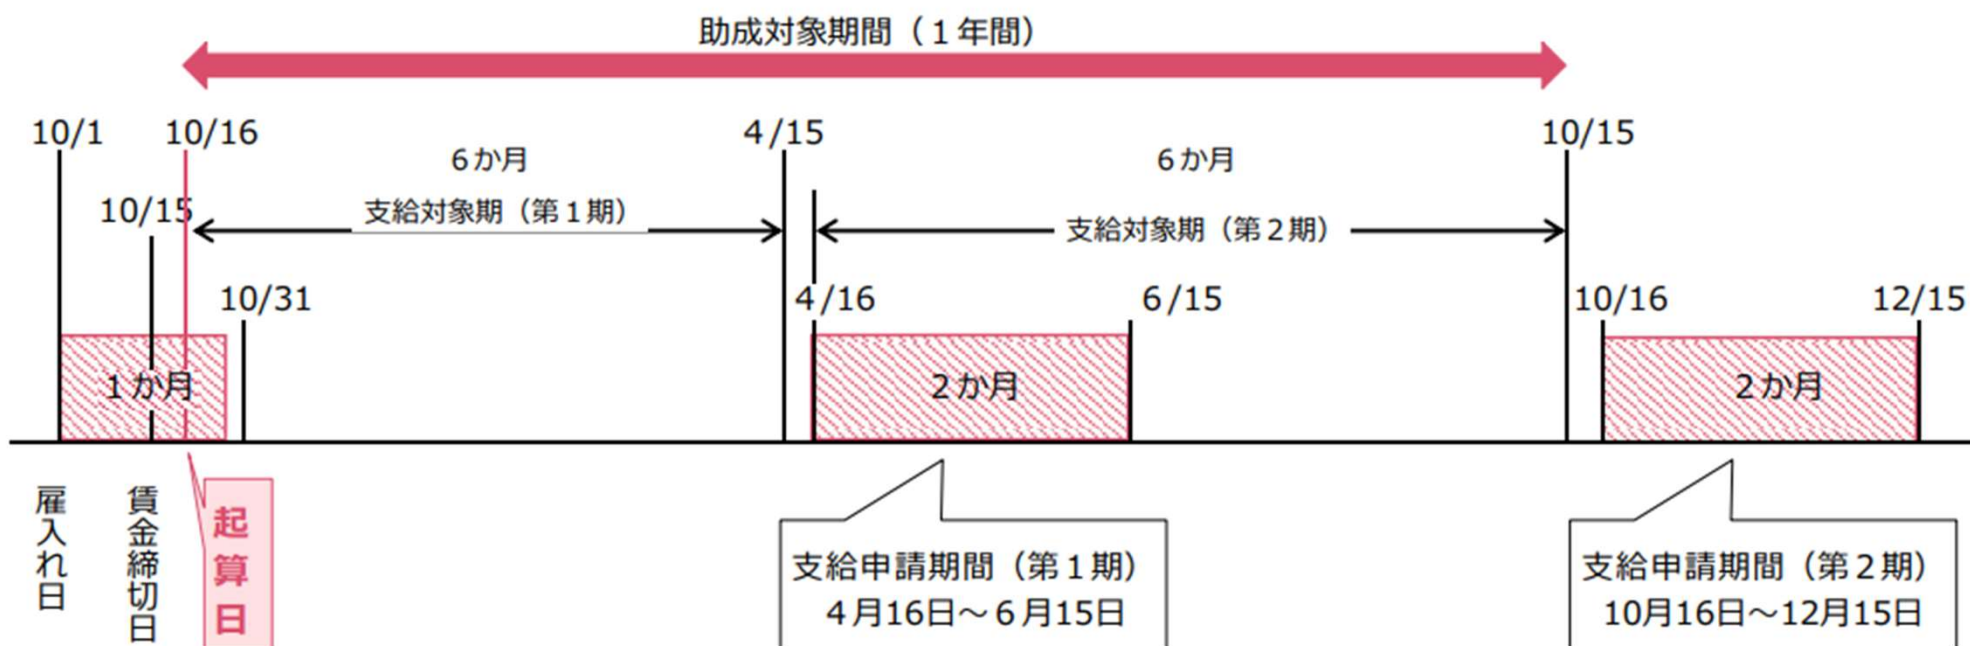 助成対象期間（１年間）
10/1
10/16
４/15
10/15
６か月
６か月
10/15
支給対象期（第１期）
支給対象期（第２期）
10/31
４/16
６/15
10/16
12/15
１か月
２か月
２か月
雇入れ日
賃金締切日
起算日
支給申請期間（第１期）
４月16日～６月15日
支給申請期間（第２期）
10月16日～12月15日